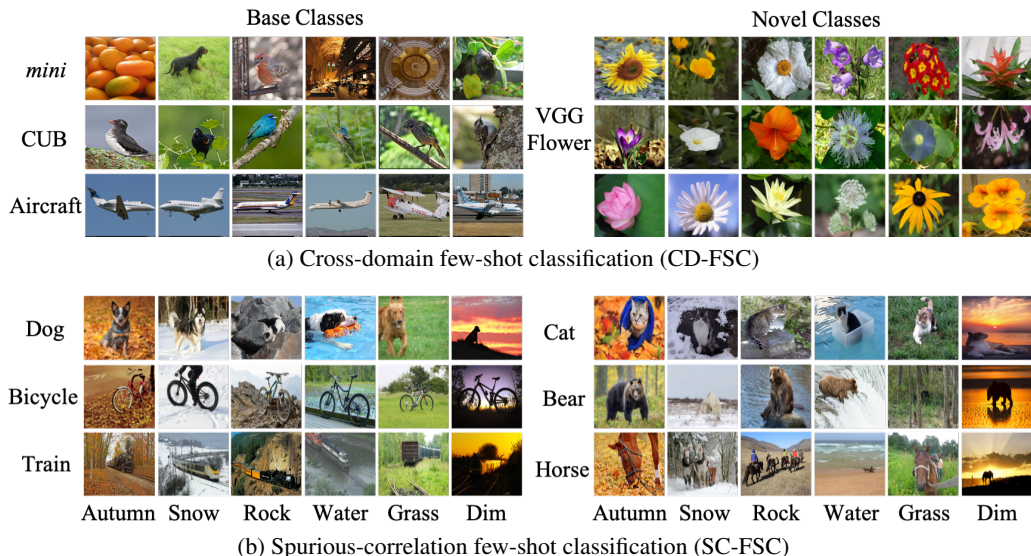 Base Classes
Novel Classes
mini
CUB
Aircraft
VGG
Flower
(a) Cross-domain few-shot classification (CD-FSC)
Dog
Bicycle
Train
Autumn Snow Rock Water Grass Dim
Cat
Bear
Horse
Autumn Snow Rock Water Grass Dim
(b) Spurious-correlation few-shot classification (SC-FSC)